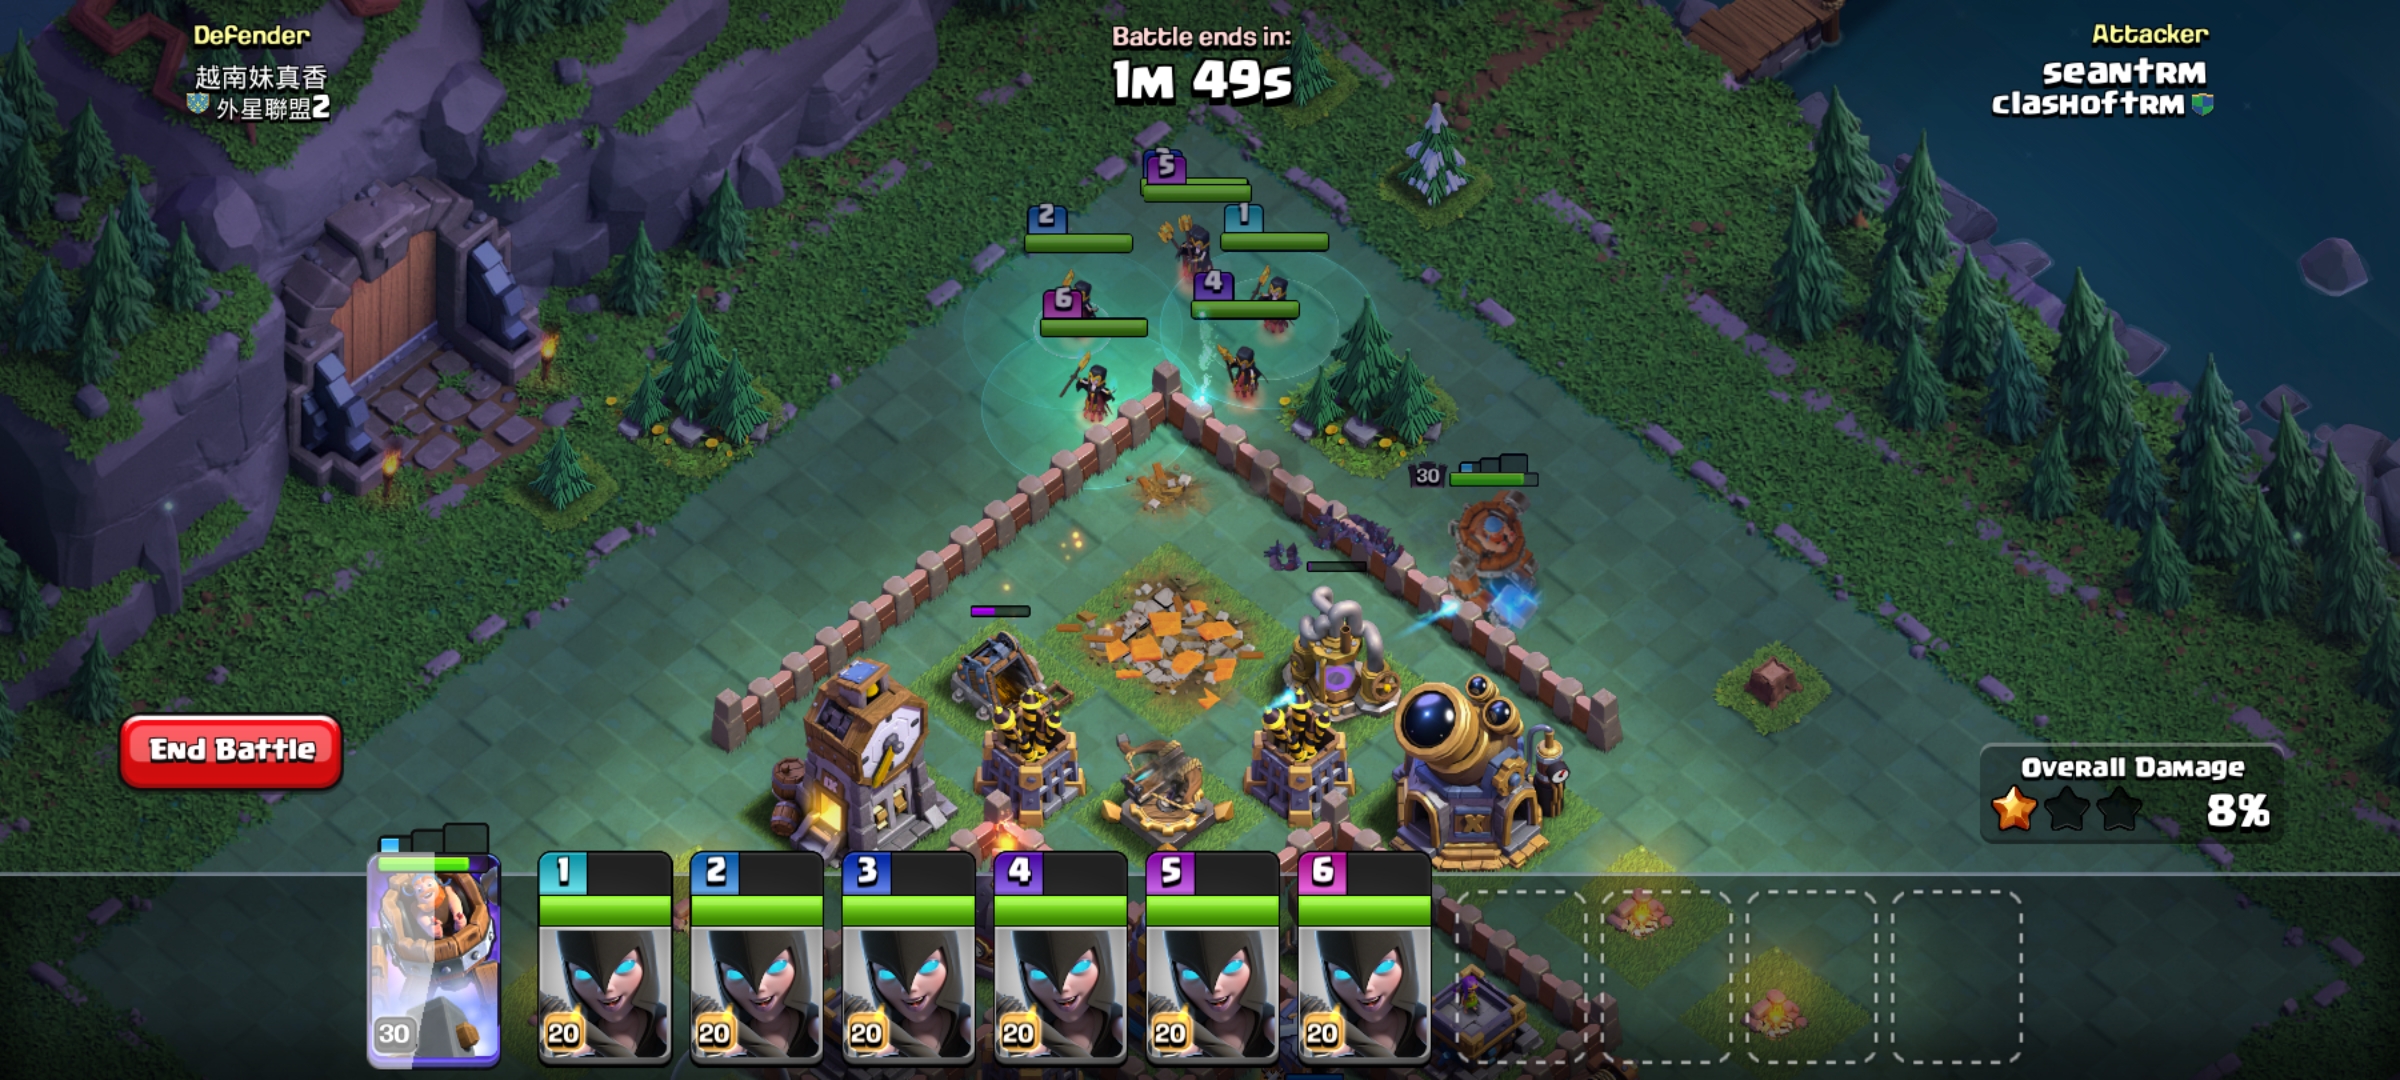 Defender
越南妹真香
外星聯盟2
Battle ends in:
1M 49s
Attacker
seantrm
clashoftrm
5
2
1
4
6
30
End Battle
Overall Damage
8%
30
1
20
2
20
3
20
4
20
5
20
6
20